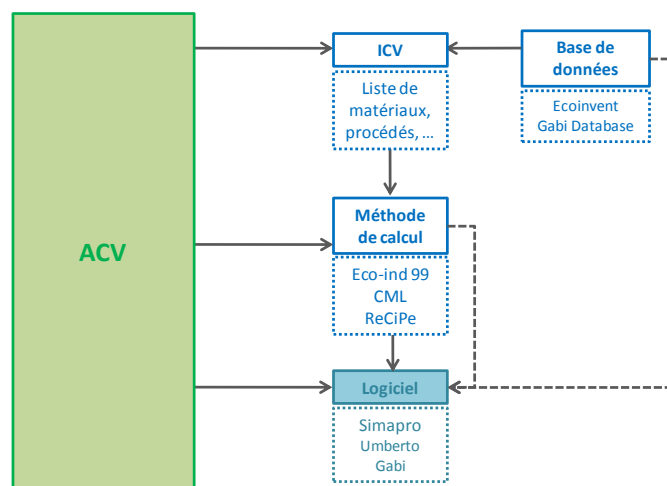 ACV
ICV
Liste de
matériaux,
procédés, ...
Base de
données
Ecoinvent
Gabi Database
Méthode
de calcul
Eco-ind 99
CML
ReCiPe
Logiciel
Simapro
Umberto
Gabi